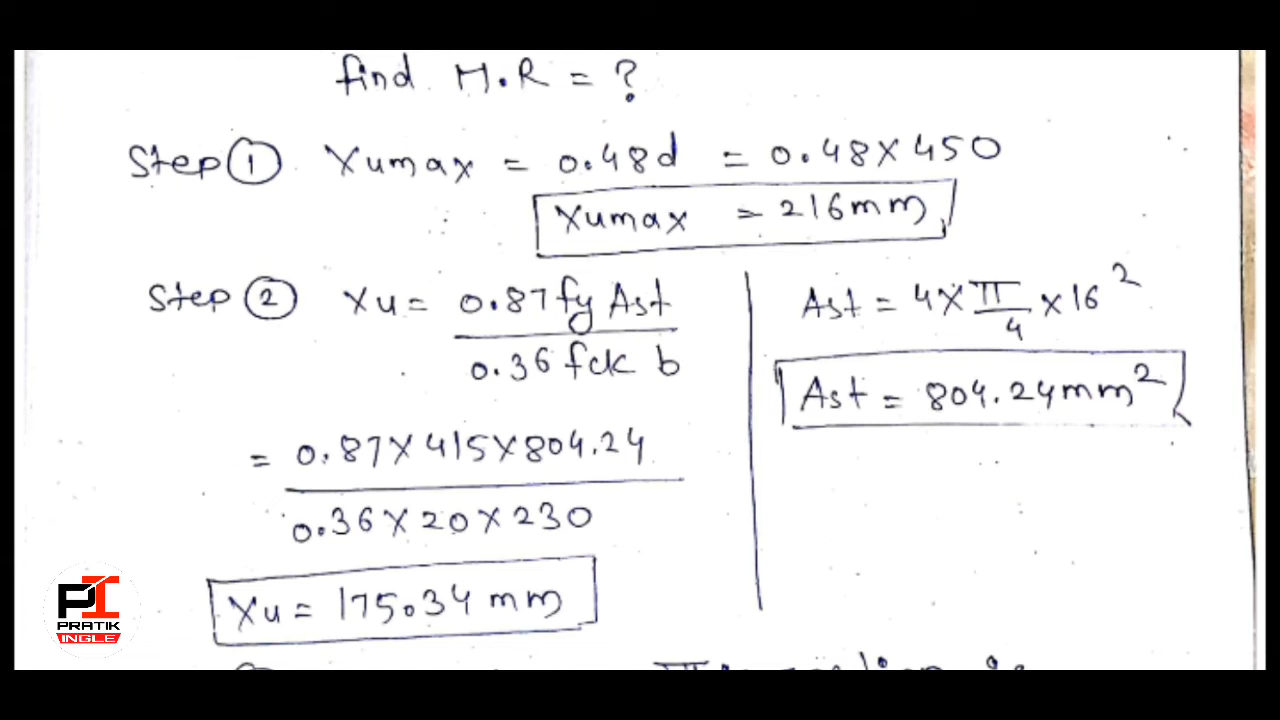 find M.R = ?
Step ① Xumax = 0.48d = 0.48×450
Xumax = 216mm
Step ② Xu = 0.87fy Ast / 0.36 fck b
= 0.87×415×804.24 / 0.36×20×230
Xu = 175.34 mm
Ast = 4×π/4×16²
Ast = 804.24mm²
PI
PRATIK
INGLE